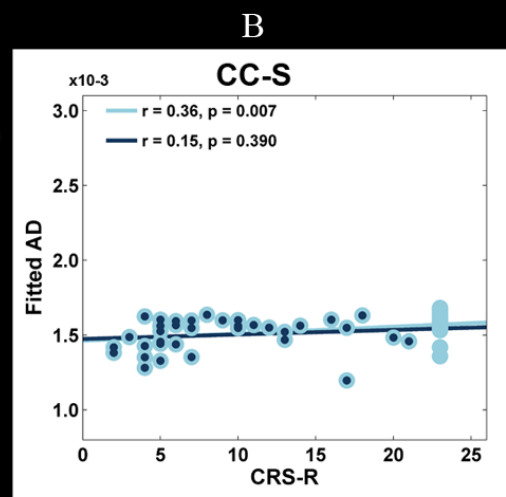 B
x10-3
CC-S
3.0
r = 0.36, p = 0.007
r = 0.15, p = 0.390
2.5
Fitted AD
2.0
1.5
1.0
0 5 10 15 20 25
CRS-R